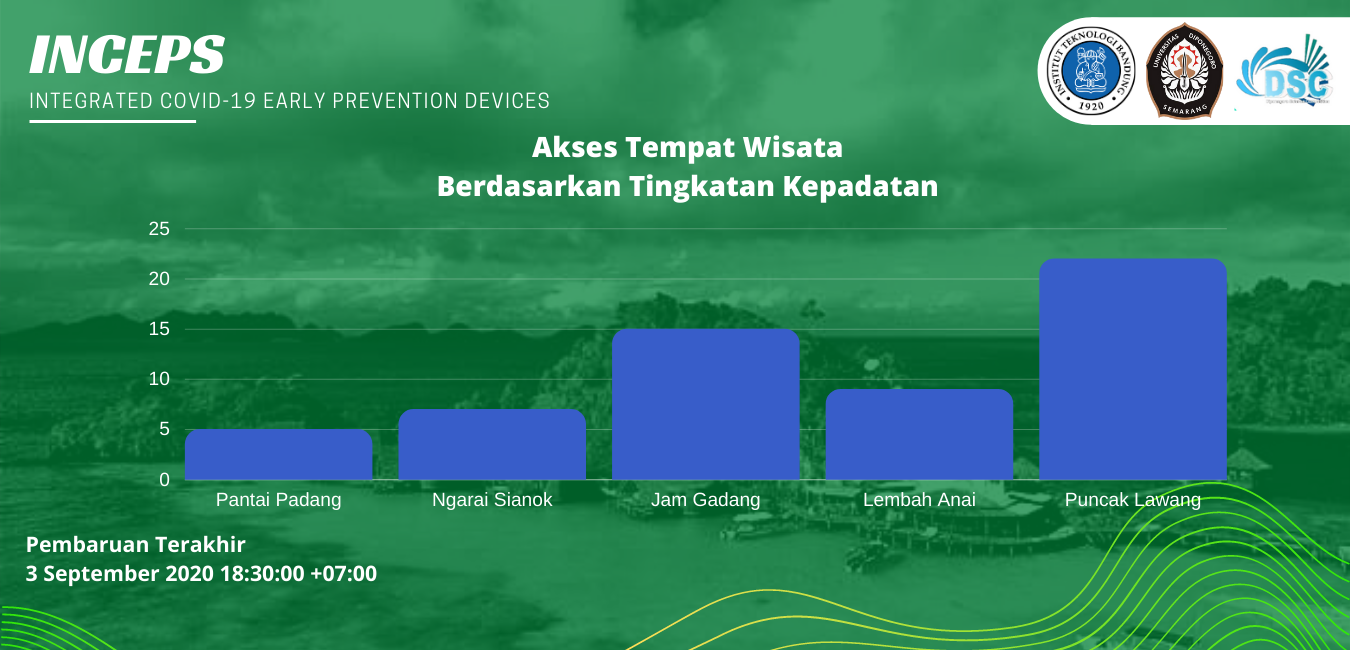 INCEPS
INTEGRATED COVID-19 EARLY PREVENTION DEVICES
INSTITUT TEKNOLOGI BANDUNG
1920
UNIVERSITAS DIPONEGORO
SEMARANG
DSC
Akses Tempat Wisata
Berdasarkan Tingkatan Kepadatan
25
20
15
10
5
0
Pantai Padang
Ngarai Sianok
Jam Gadang
Lembah Anai
Puncak Lawang
Pembaruan Terakhir
3 September 2020 18:30:00 +07:00